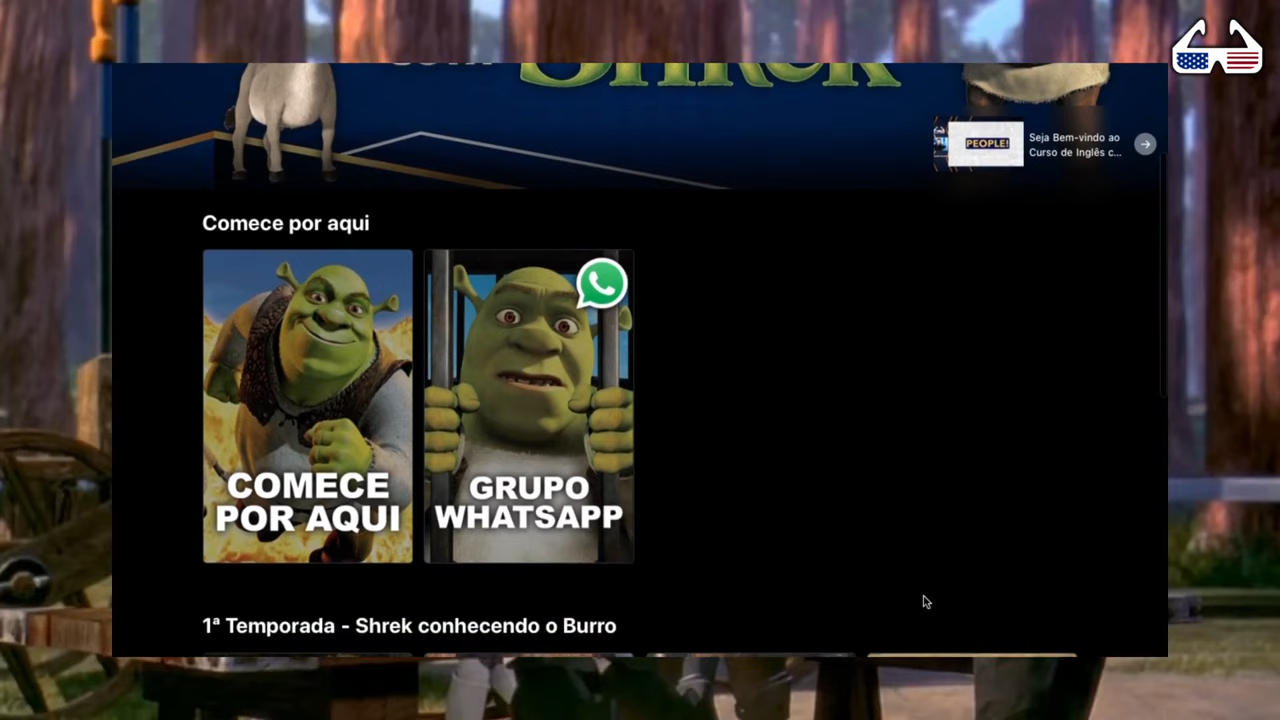 Shrek
PEOPLE!
Seja Bem-vindo ao
Curso de Inglês c...
Comece por aqui
COMECE
POR AQUI
GRUPO
WHATSAPP
1ª Temporada - Shrek conhecendo o Burro